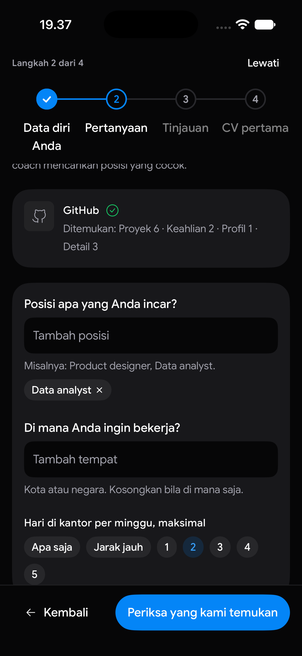 19.37
Langkah 2 dari 4
Lewati
2
3
4
Data diri
Anda
Pertanyaan
Tinjauan
CV pertama
coach mencarikan posisi yang cocok.
GitHub
Ditemukan: Proyek 6 · Keahlian 2 · Profil 1 ·
Detail 3
Posisi apa yang Anda incar?
Tambah posisi
Misalnya: Product designer, Data analyst.
Data analyst ×
Di mana Anda ingin bekerja?
Tambah tempat
Kota atau negara. Kosongkan bila di mana saja.
Hari di kantor per minggu, maksimal
Apa saja Jarak jauh 1 2 3 4
5
← Kembali
Periksa yang kami temukan